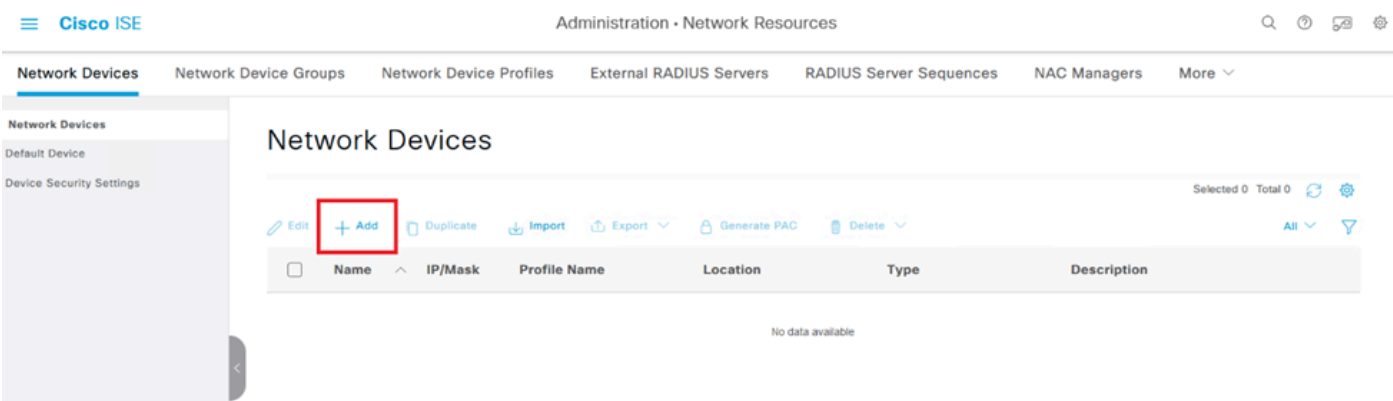 Cisco ISE Administration · Network Resources
Network Devices Network Device Groups Network Device Profiles External RADIUS Servers RADIUS Server Sequences NAC Managers More
Network Devices
Default Device
Device Security Settings
Network Devices
Selected 0 Total 0
Edit Add Duplicate Import Export Generate PAC Delete All
Name IP/Mask Profile Name Location Type Description
No data available